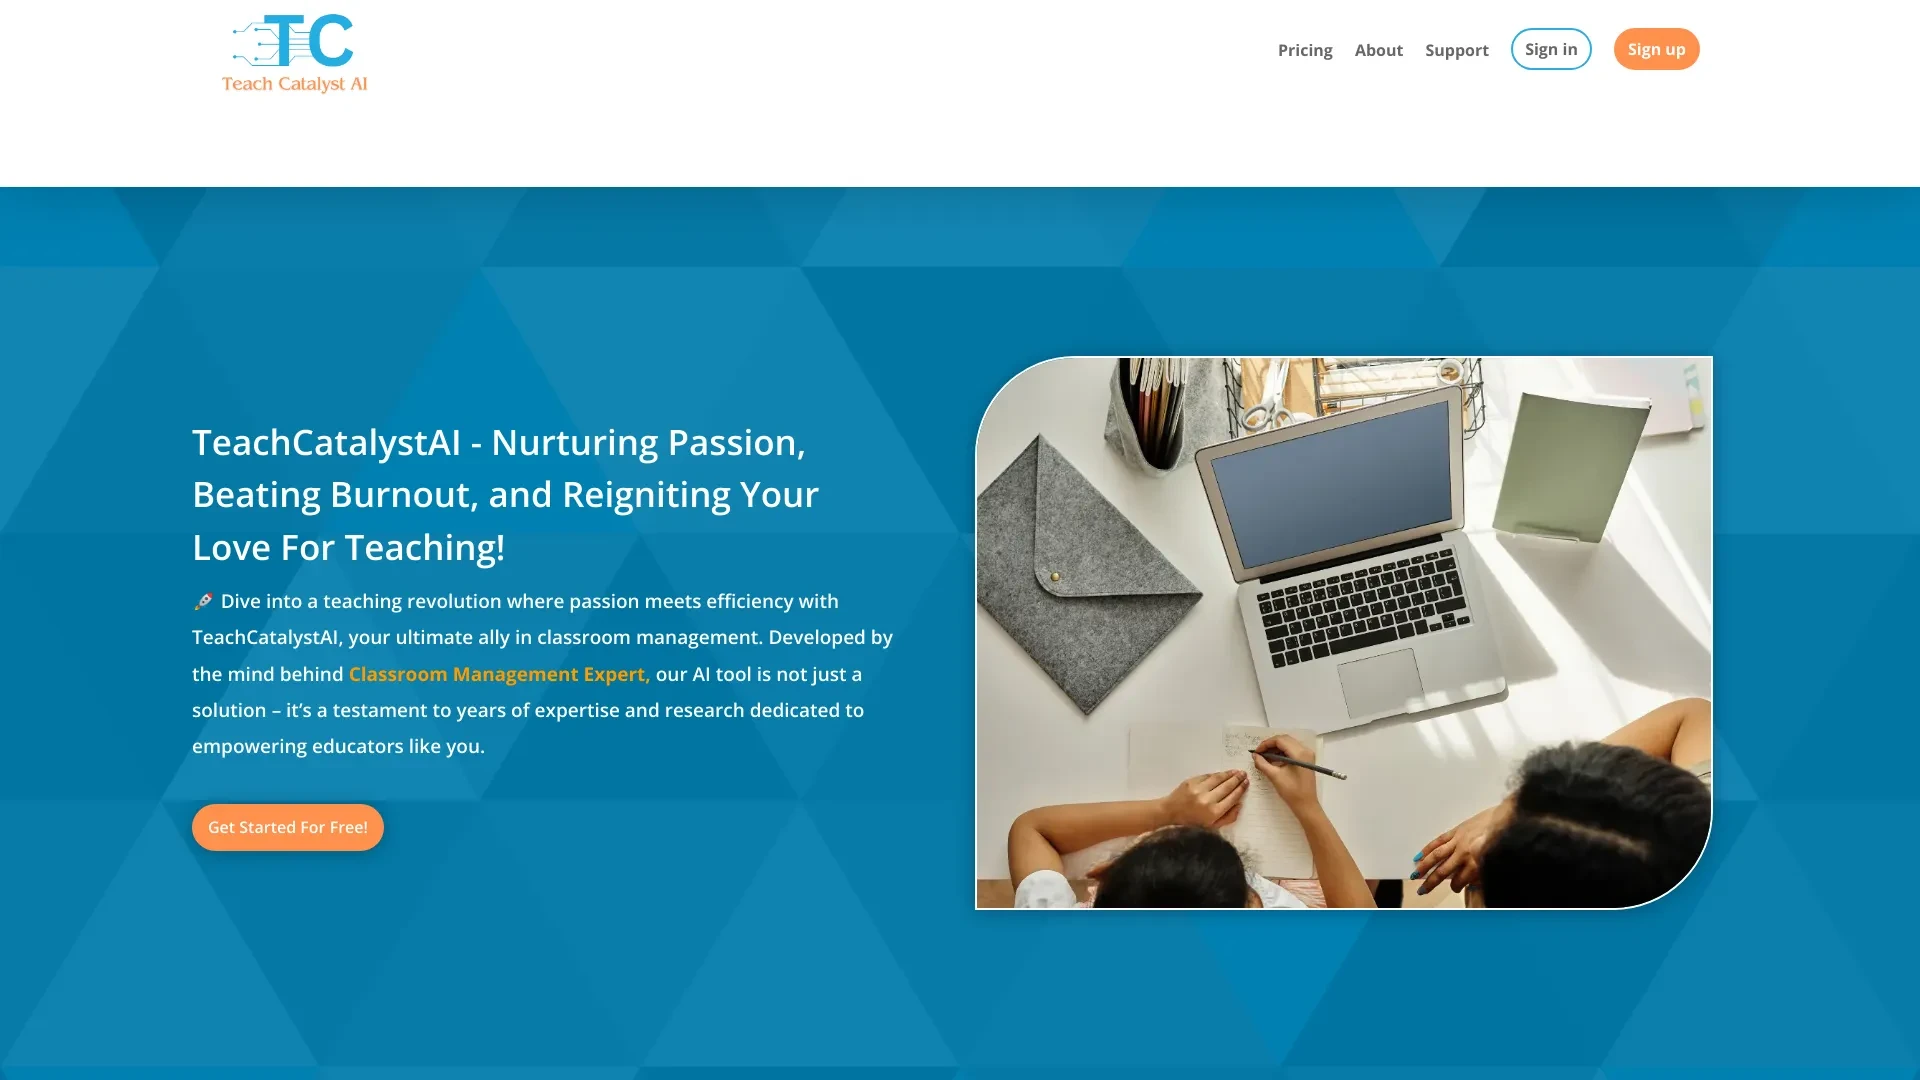 TC
Teach Catalyst AI
Pricing
About
Support
Sign in
Sign up
TeachCatalystAI - Nurturing Passion,
Beating Burnout, and Reigniting Your
Love For Teaching!
🚀 Dive into a teaching revolution where passion meets efficiency with
TeachCatalystAI, your ultimate ally in classroom management. Developed by
the mind behind Classroom Management Expert, our AI tool is not just a
solution – it’s a testament to years of expertise and research dedicated to
empowering educators like you.
Get Started For Free!